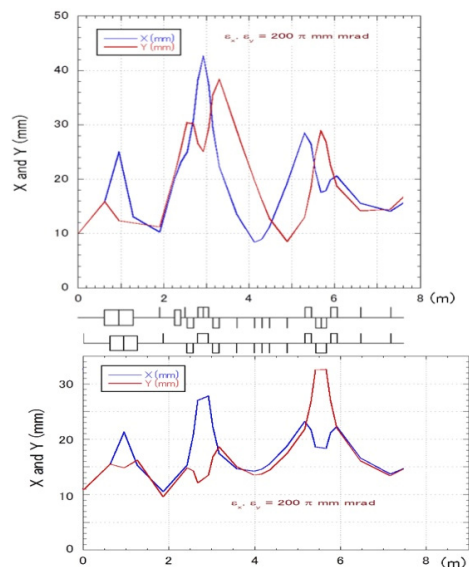 50
40
30
20
10
0
X and Y (mm)
X (mm)
Y (mm)
εx, εy = 200 π mm mrad
0 2 4 6 8 (m)
30
20
10
0
X and Y (mm)
X (mm)
Y (mm)
εx, εy = 200 π mm mrad
0 2 4 6 8 (m)